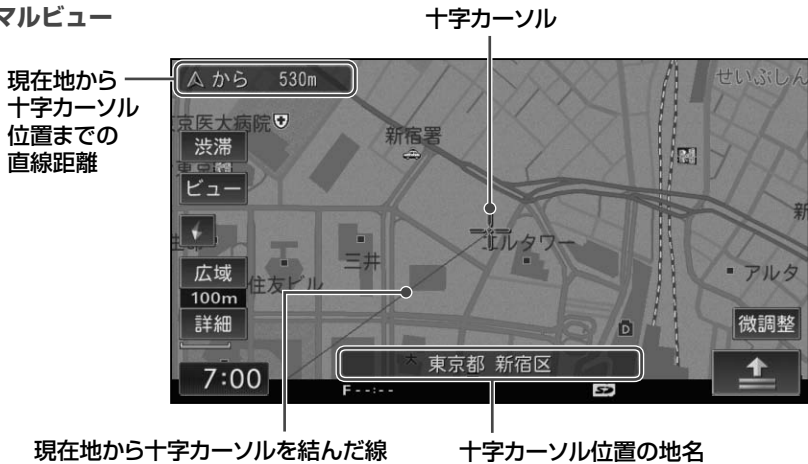 マルビュー
十字カーソル
現在地から
十字カーソル
位置までの
直線距離
から 530m
せいぶしん
京医大病院
新宿署
渋滞
ビュー
新
エルタワー
三井
住友ビル
アルタ
広域
100m
詳細
微調整
D
東京都 新宿区
7:00
F--:--
SD
現在地から十字カーソルを結んだ線
十字カーソル位置の地名